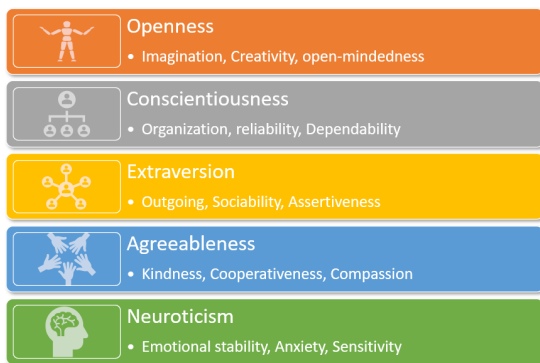 Openness
• Imagination, Creativity, open-mindedness
Conscientiousness
• Organization, reliability, Dependability
Extraversion
• Outgoing, Sociability, Assertiveness
Agreeableness
• Kindness, Cooperativeness, Compassion
Neuroticism
• Emotional stability, Anxiety, Sensitivity